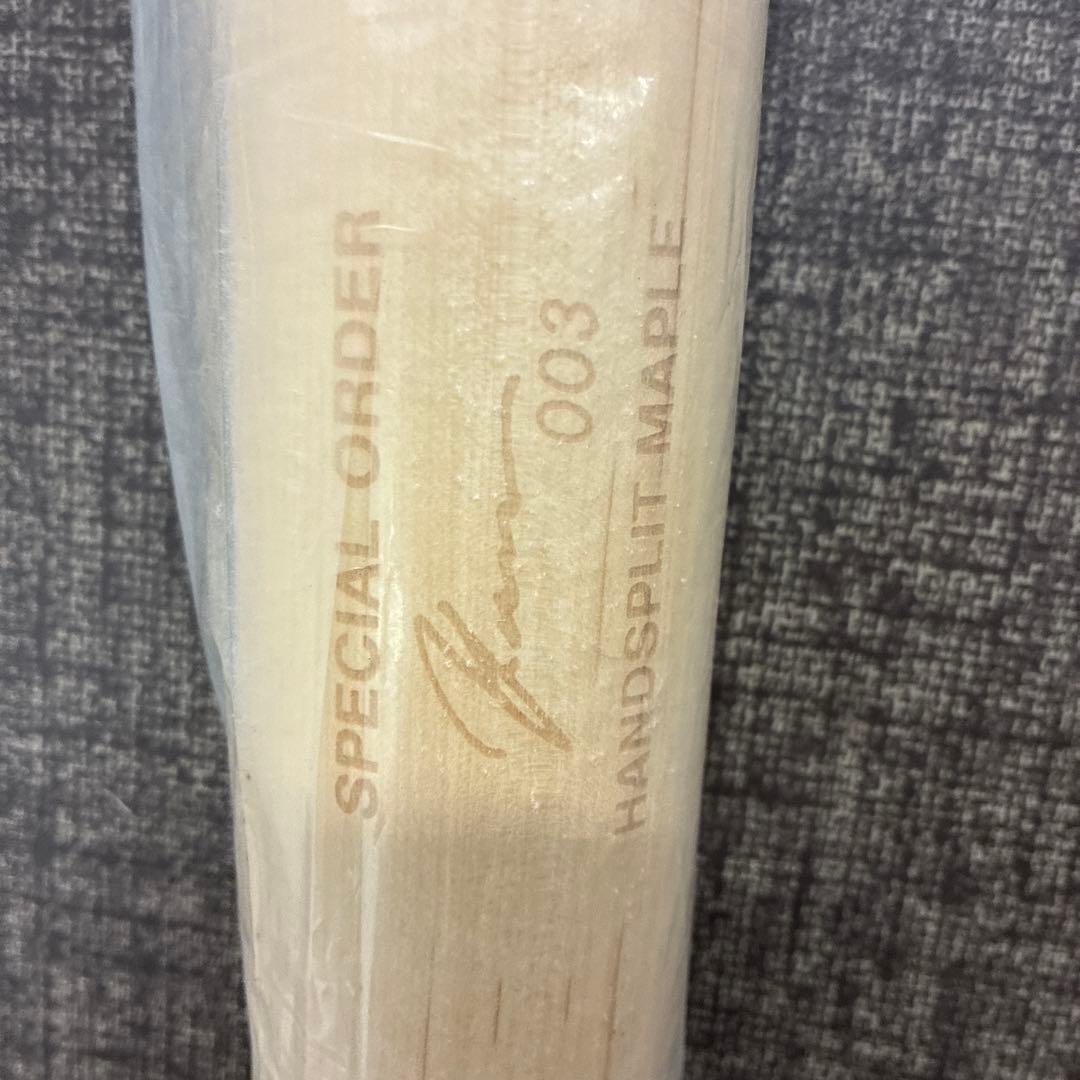 SPECIAL ORDER
003
HANDSPLIT MAPLE